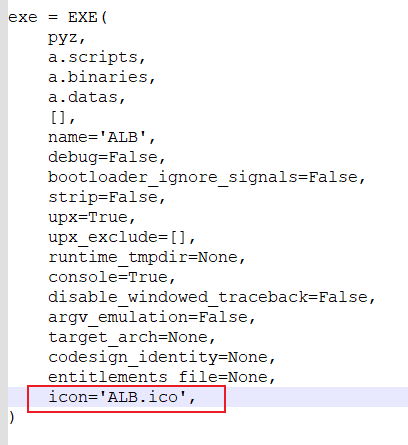 exe = EXE(
    pyz,
    a.scripts,
    a.binaries,
    a.datas,
    [],
    name='ALB',
    debug=False,
    bootloader_ignore_signals=False,
    strip=False,
    upx=True,
    upx_exclude=[],
    runtime_tmpdir=None,
    console=True,
    disable_windowed_traceback=False,
    argv_emulation=False,
    target_arch=None,
    codesign_identity=None,
    entitlements_file=None,
    icon='ALB.ico',
)